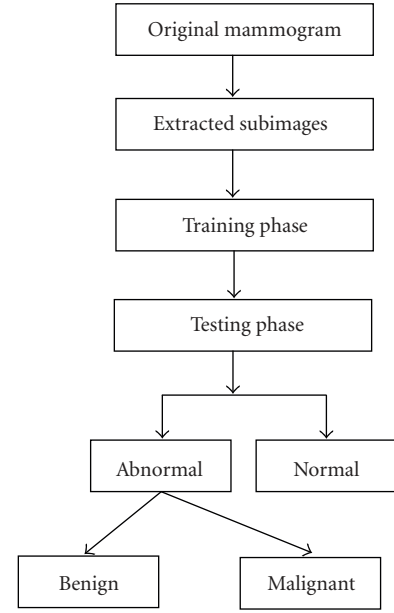 Original mammogram
Extracted subimages
Training phase
Testing phase
Abnormal
Normal
Benign
Malignant